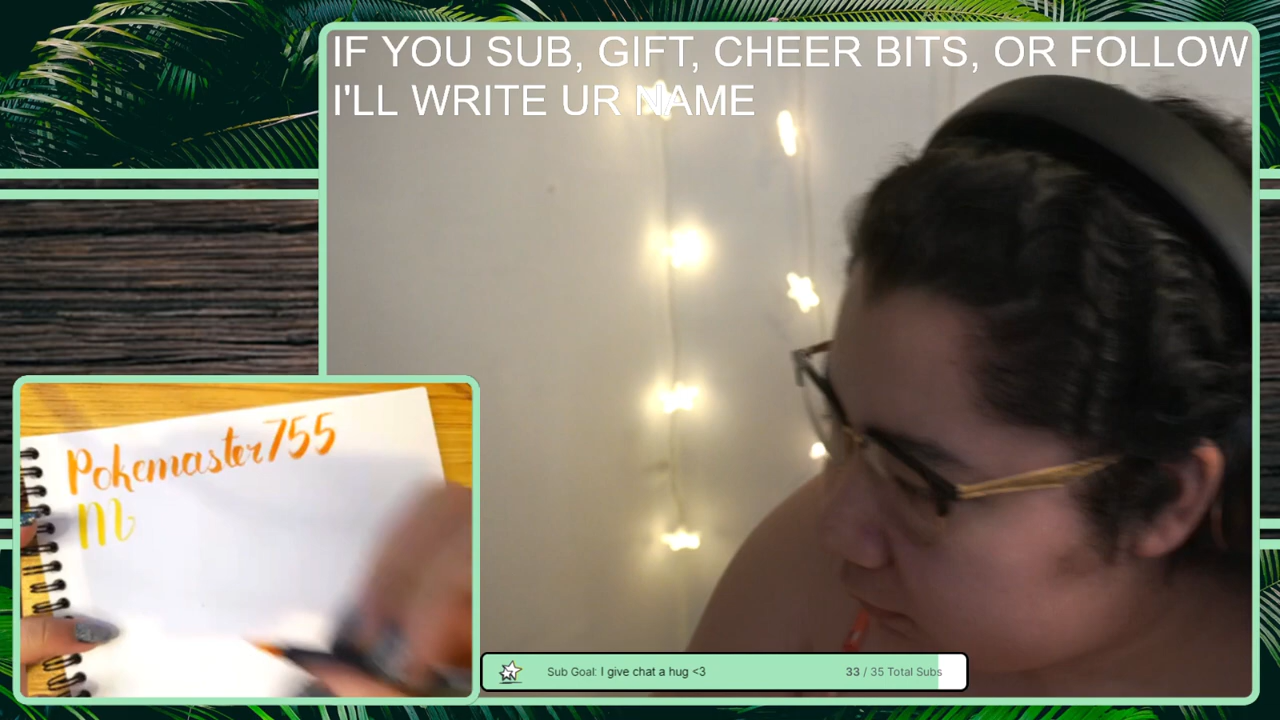 IF YOU SUB, GIFT, CHEER BITS, OR FOLLOW
I'LL WRITE UR NAME
Pokemaster755
M
Sub Goal: I give chat a hug <3
33 / 35 Total Subs